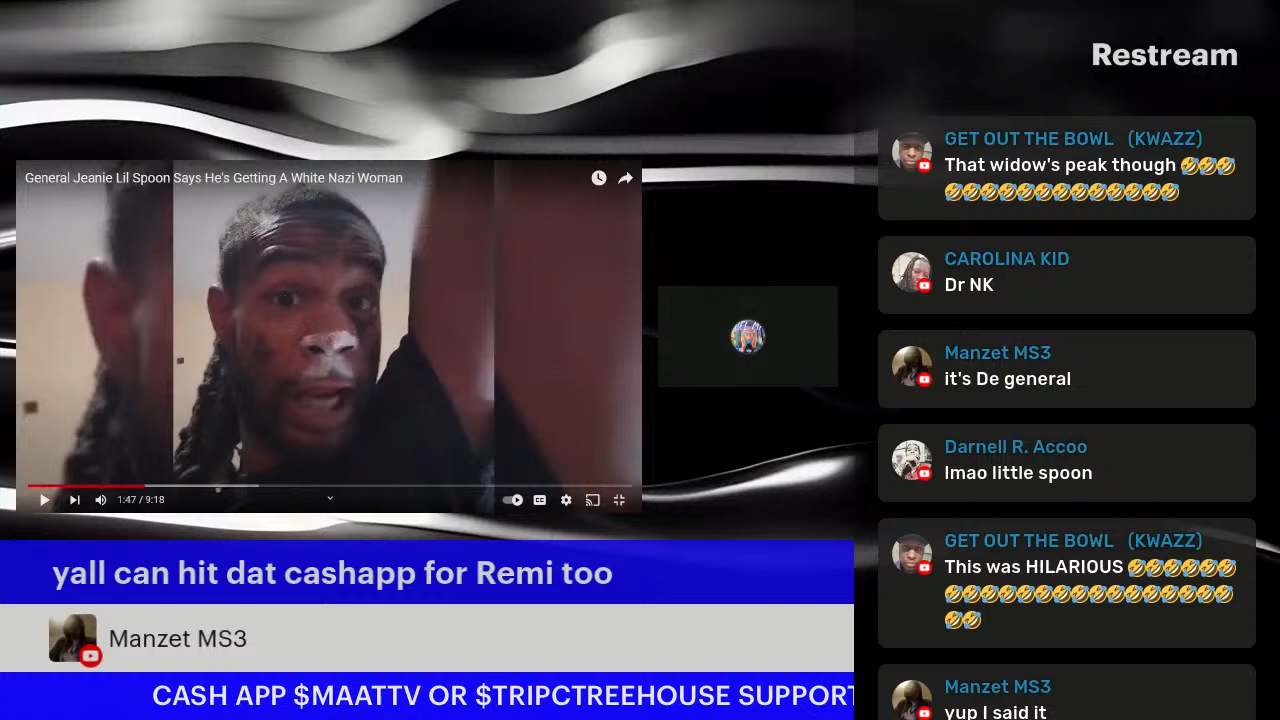 Restream
General Jeanie Lil Spoon Says He's Getting A White Nazi Woman
1:47 / 9:18
CC
yall can hit dat cashapp for Remi too
Manzet MS3
CASH APP $MAATTV OR $TRIPCTREEHOUSE SUPPORT
GET OUT THE BOWL (KWAZZ)
That widow's peak though 🤣🤣🤣
🤣🤣🤣🤣🤣🤣🤣🤣🤣🤣🤣🤣🤣
CAROLINA KID
Dr NK
Manzet MS3
it's De general
Darnell R. Accoo
lmao little spoon
GET OUT THE BOWL (KWAZZ)
This was HILARIOUS 🤣🤣🤣🤣🤣🤣
🤣🤣🤣🤣🤣🤣🤣🤣🤣🤣🤣🤣🤣🤣🤣🤣
🤣🤣
Manzet MS3
yup I said it